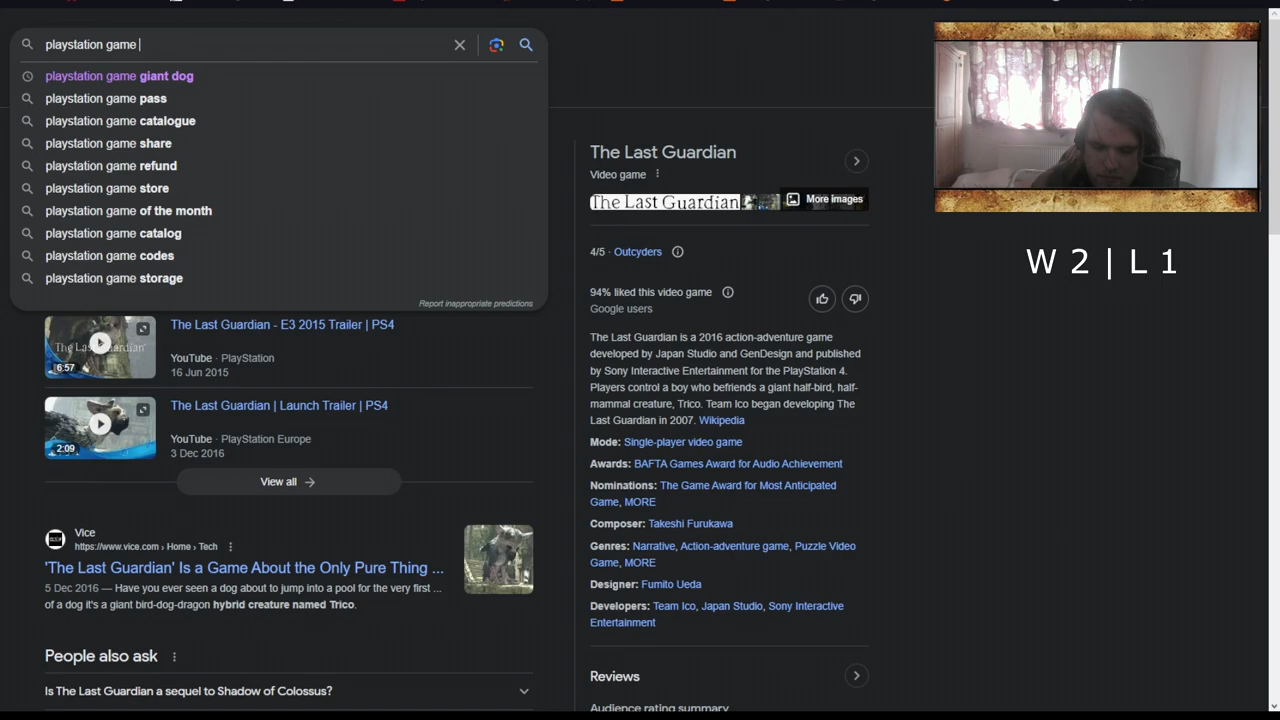 playstation game
playstation game giant dog
playstation game pass
playstation game catalogue
playstation game share
playstation game refund
playstation game store
playstation game of the month
playstation game catalog
playstation game codes
playstation game storage
Report inappropriate predictions
The Last Guardian
6:57
The Last Guardian - E3 2015 Trailer | PS4
YouTube · PlayStation
16 Jun 2015
2:09
The Last Guardian | Launch Trailer | PS4
YouTube · PlayStation Europe
3 Dec 2016
View all
Vice
https://www.vice.com › Home › Tech
'The Last Guardian' Is a Game About the Only Pure Thing ...
5 Dec 2016 — Have you ever seen a dog about to jump into a pool for the very first ...
of a dog it's a giant bird-dog-dragon hybrid creature named Trico.
People also ask
Is The Last Guardian a sequel to Shadow of Colossus?
The Last Guardian
Video game
The Last Guardian
More images
4/5 · Outcyders
94% liked this video game
Google users
The Last Guardian is a 2016 action-adventure game
developed by Japan Studio and GenDesign and published
by Sony Interactive Entertainment for the PlayStation 4.
Players control a boy who befriends a giant half-bird, half-
mammal creature, Trico. Team Ico began developing The
Last Guardian in 2007. Wikipedia
Mode: Single-player video game
Awards: BAFTA Games Award for Audio Achievement
Nominations: The Game Award for Most Anticipated
Game, MORE
Composer: Takeshi Furukawa
Genres: Narrative, Action-adventure game, Puzzle Video
Game, MORE
Designer: Fumito Ueda
Developers: Team Ico, Japan Studio, Sony Interactive
Entertainment
Reviews
Audience rating summary
W 2 | L 1